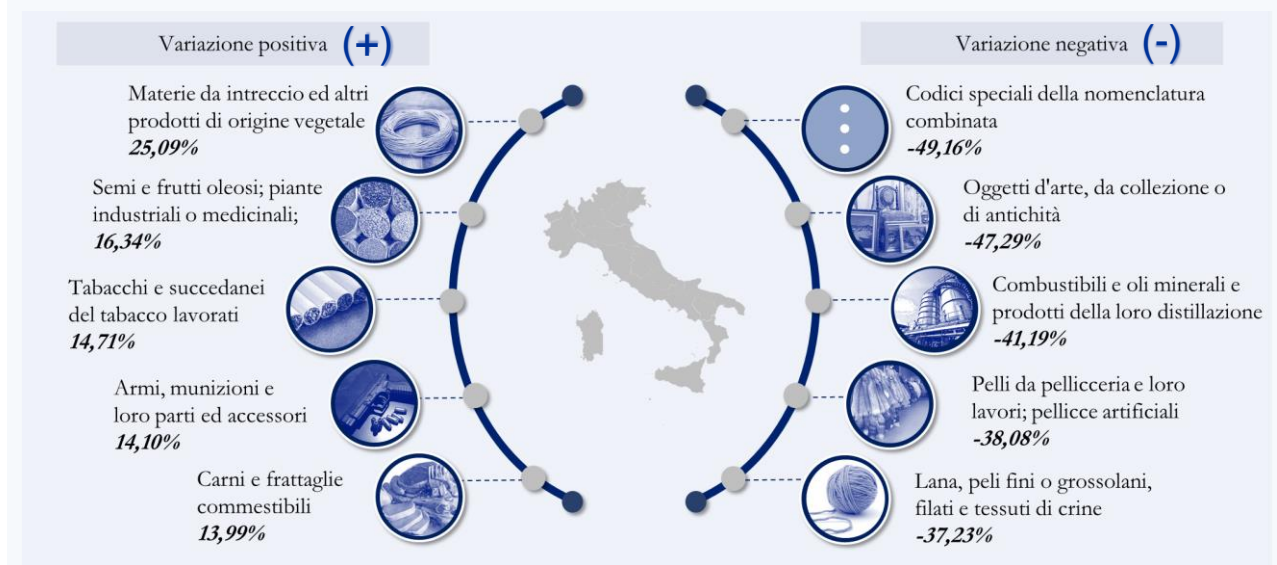 Variazione positiva (+)
Materie da intreccio ed altri
prodotti di origine vegetale
25,09%
Semi e frutti oleosi; piante
industriali o medicinali;
16,34%
Tabacchi e succedanei
del tabacco lavorati
14,71%
Armi, munizioni e
loro parti ed accessori
14,10%
Carni e frattaglie
commestibili
13,99%
Variazione negativa (-)
Codici speciali della nomenclatura
combinata
-49,16%
Oggetti d'arte, da collezione o
di antichità
-47,29%
Combustibili e oli minerali e
prodotti della loro distillazione
-41,19%
Pelli da pellicceria e loro
lavori; pellicce artificiali
-38,08%
Lana, peli fini o grossolani,
filati e tessuti di crine
-37,23%